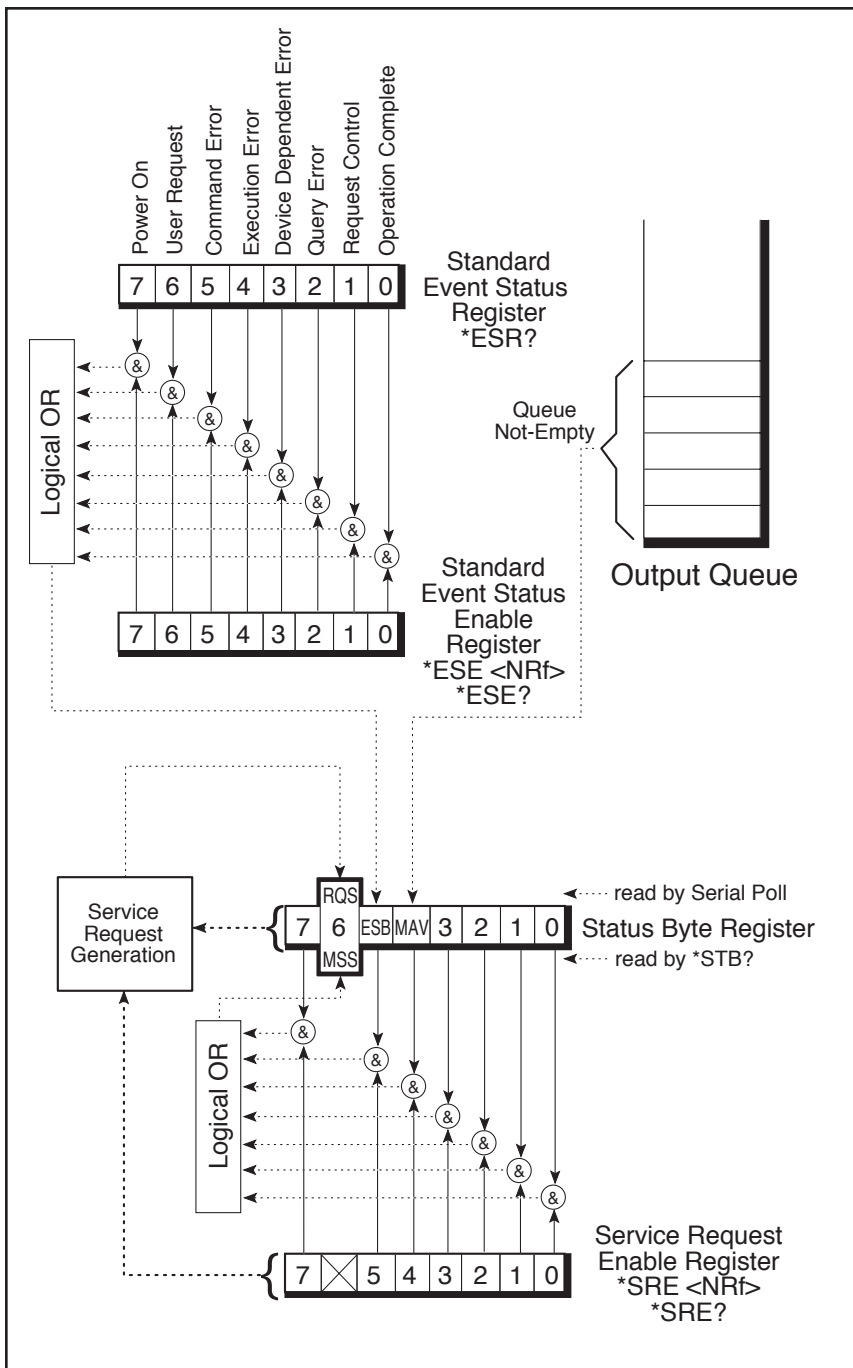 Power On
User Request
Command Error
Execution Error
Device Dependent Error
Query Error
Request Control
Operation Complete
7 6 5 4 3 2 1 0
Standard
Event Status
Register
*ESR?
&
&
&
&
&
&
&
&
Logical OR
Queue
Not-Empty
Output Queue
Standard
Event Status
Enable
Register
*ESE <NRf>
*ESE?
7 6 5 4 3 2 1 0
Service
Request
Generation
RQS
7 6 ESB MAV 3 2 1 0
MSS
read by Serial Poll
Status Byte Register
read by *STB?
&
&
&
&
&
&
&
Logical OR
Service Request
Enable Register
*SRE <NRf>
*SRE?
7 5 4 3 2 1 0